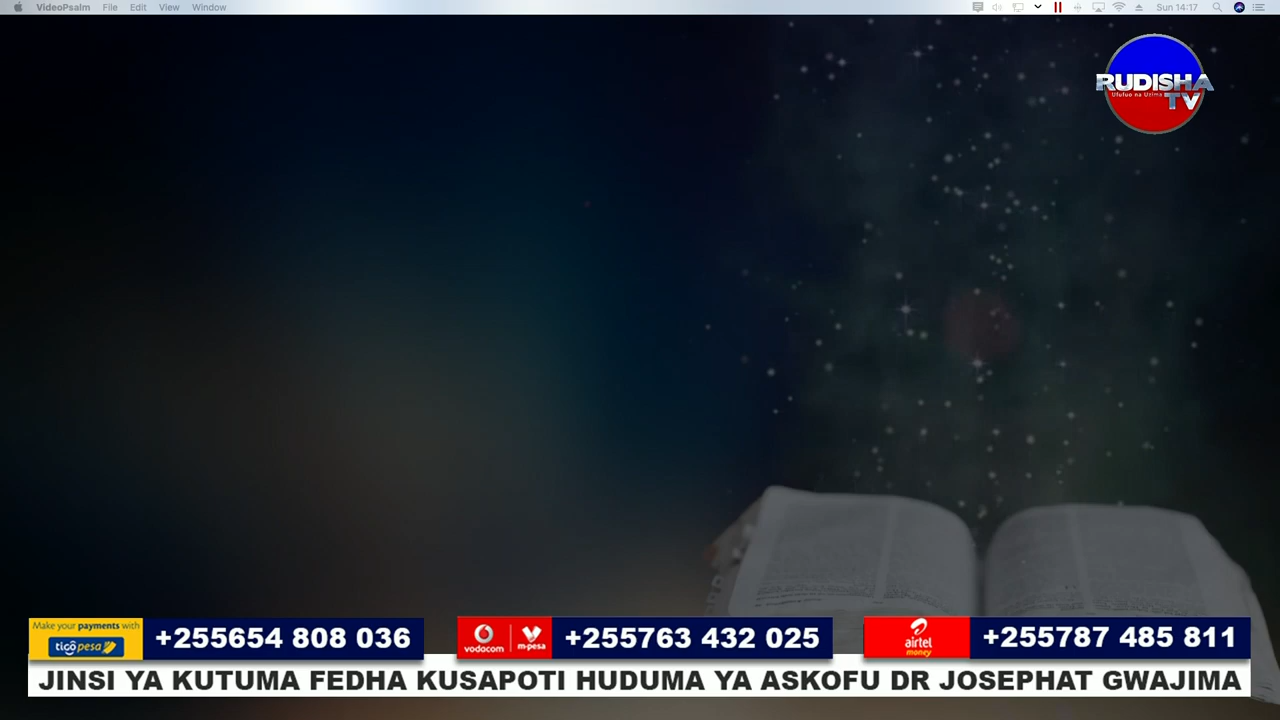 VideoPsalm File Edit View Window Sun 14:17
RUDISHA
Ufufuo na Uzima
TV
Make your payments with
tigo pesa
+255654 808 036
vodacom
m-pesa
+255763 432 025
airtel
money
+255787 485 811
JINSI YA KUTUMA FEDHA KUSAPOTI HUDUMA YA ASKOFU DR JOSEPHAT GWAJIMA